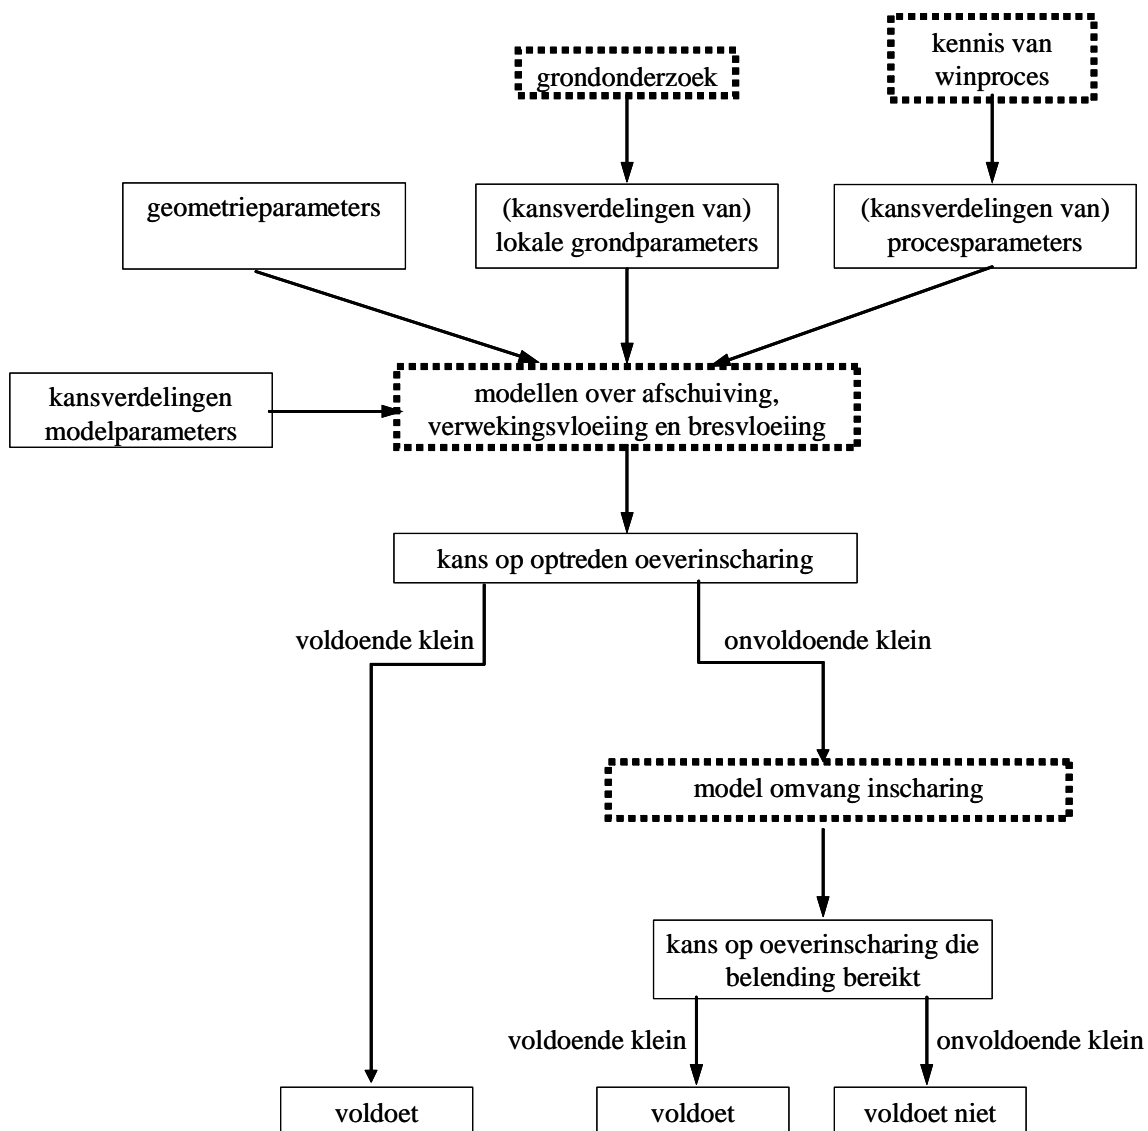 kennis van
winproces
grondonderzoek
geometrieparameters
(kansverdelingen van)
lokale grondparameters
(kansverdelingen van)
procesparameters
kansverdelingen
modelparameters
modellen over afschuiving,
verwekingsvloeiing en bresvloeiing
kans op optreden oeverinscharing
voldoende klein
onvoldoende klein
model omvang inscharing
kans op oeverinscharing die
belending bereikt
voldoende klein
onvoldoende klein
voldoet
voldoet
voldoet niet